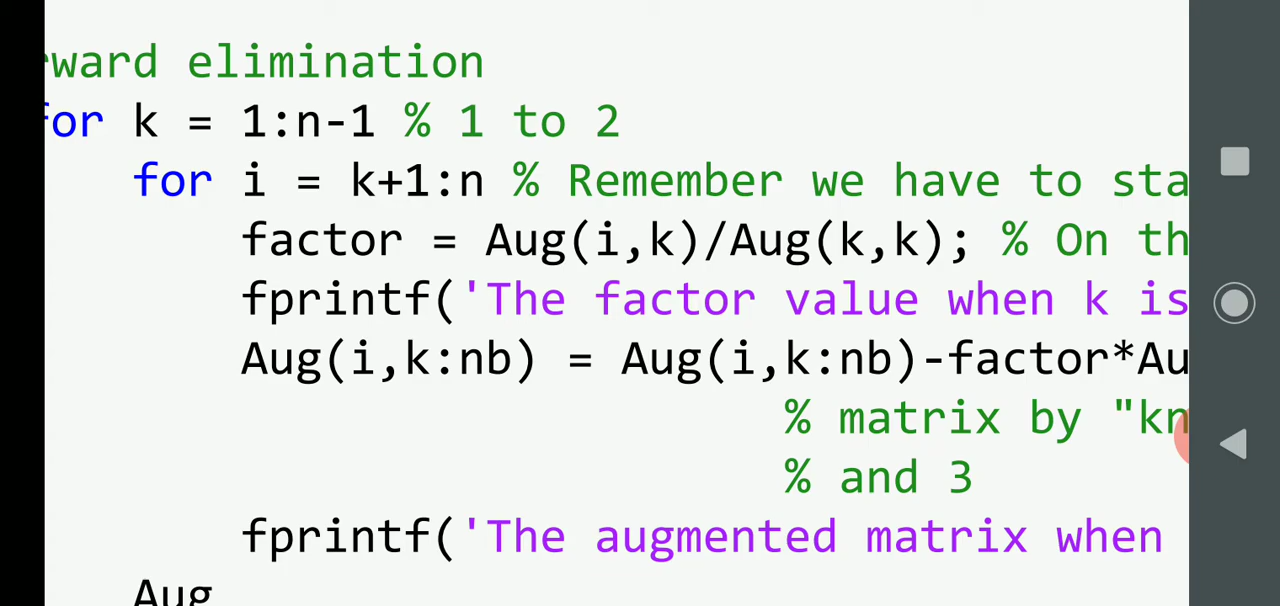 rward elimination
for k = 1:n-1 % 1 to 2
for i = k+1:n % Remember we have to sta
factor = Aug(i,k)/Aug(k,k); % On th
fprintf('The factor value when k is
Aug(i,k:nb) = Aug(i,k:nb)-factor*Au
% matrix by "kn
% and 3
fprintf('The augmented matrix when
Aug